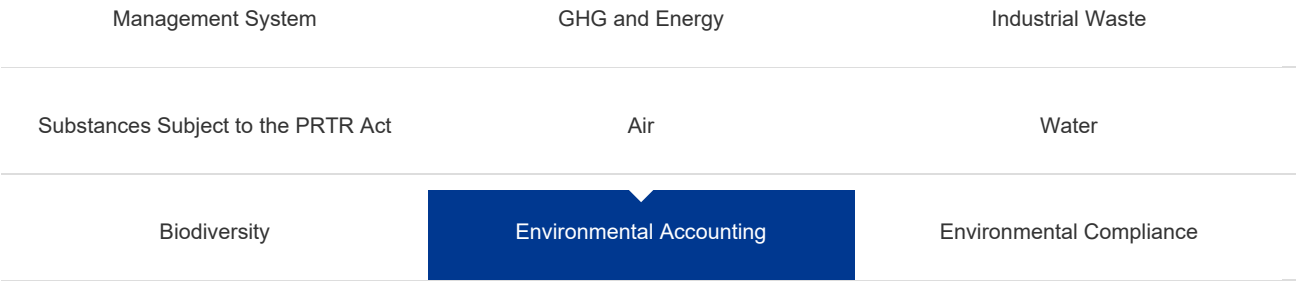 Management System
GHG and Energy
Industrial Waste
Substances Subject to the PRTR Act
Air
Water
Biodiversity
Environmental Accounting
Environmental Compliance